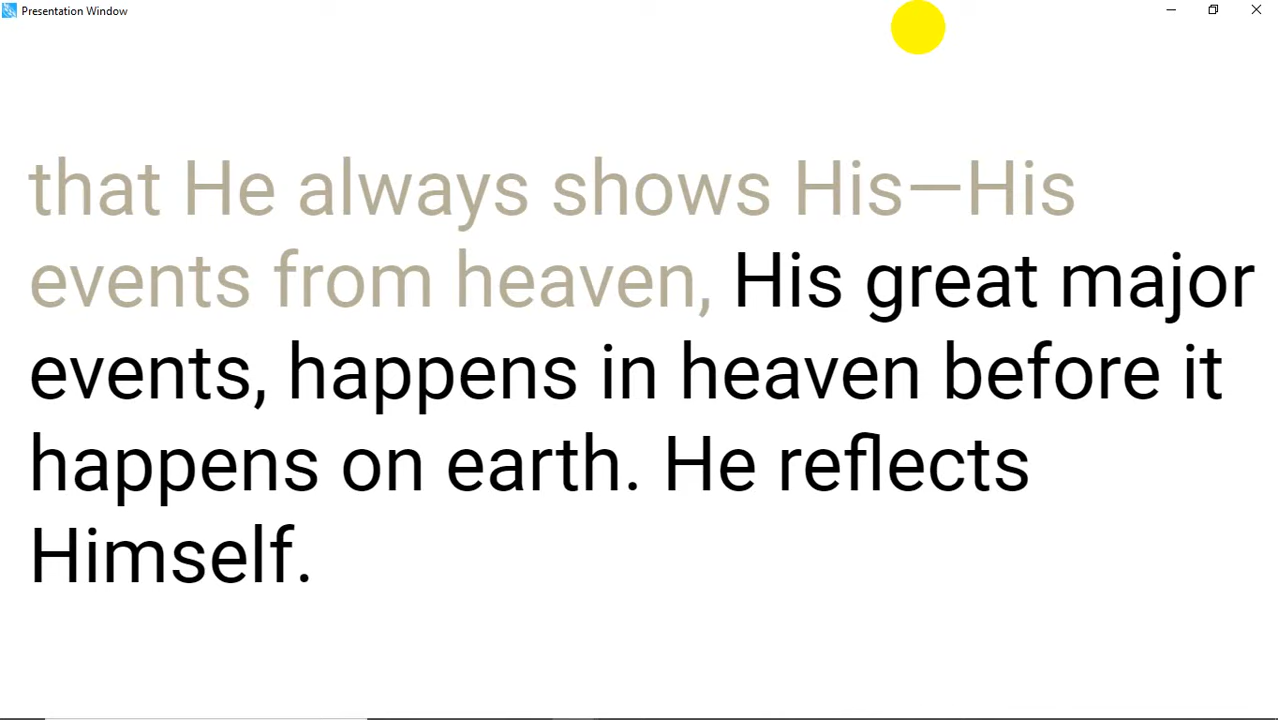 Presentation Window
that He always shows His—His
events from heaven, His great major
events, happens in heaven before it
happens on earth. He reflects
Himself.